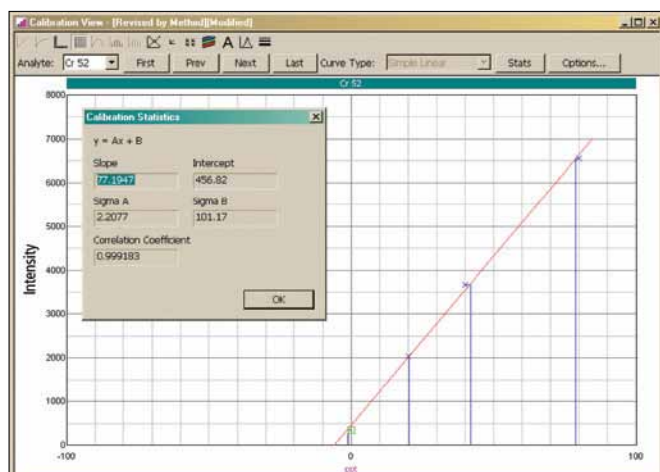 Calibration View - [Revised by Method][Modified]
Analyte: Cr 52 First Prev Next Last Curve Type: Simple Linear Stats Options...
Cr 52
8000
Calibration Statistics
y = Ax + B
Slope Intercept
77.1947 456.82
Sigma A Sigma B
2.2077 101.17
Correlation Coefficient
0.999183
OK
7000
6000
5000
4000
3000
2000
1000
0
Intensity
-100 0 100